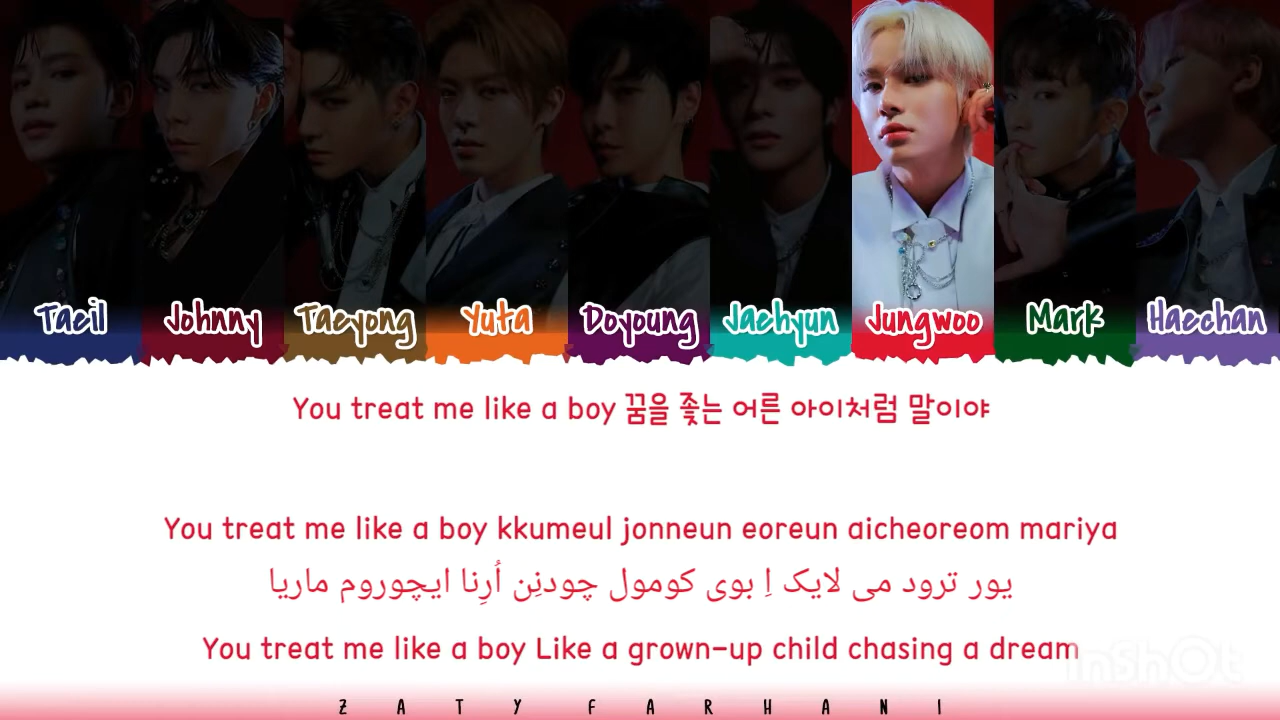 Taeil Johnny Taeyong Yuta Doyoung Jaehyun Jungwoo Mark Haechan
You treat me like a boy 꿈을 좇는 어른 아이처럼 말이야
You treat me like a boy kkumeul jonneun eoreun aicheoreom mariya
یور ترود می لایک اِ بوی کومول چودنِن اُرِنا ایچوروم ماریا
You treat me like a boy Like a grown-up child chasing a dream
InShOt
ZATY FARHANI